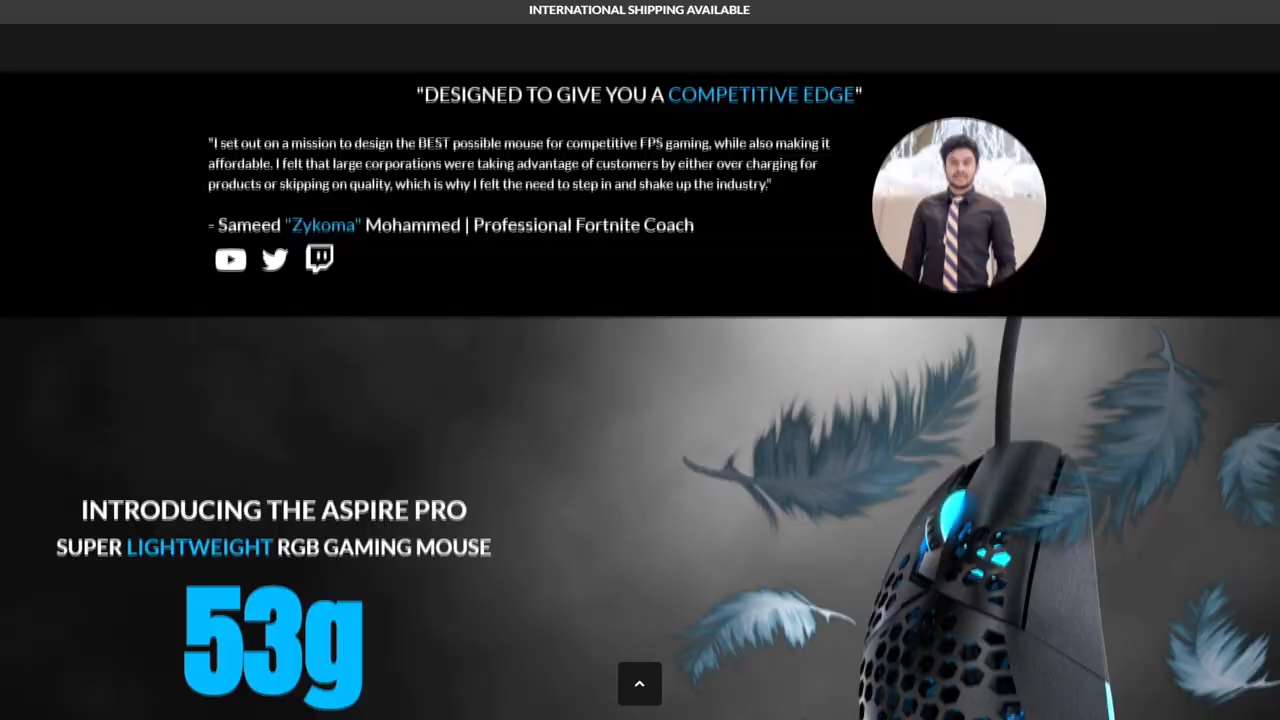 INTERNATIONAL SHIPPING AVAILABLE
"DESIGNED TO GIVE YOU A COMPETITIVE EDGE"
"I set out on a mission to design the BEST possible mouse for competitive FPS gaming, while also making it
affordable. I felt that large corporations were taking advantage of customers by either over charging for
products or skipping on quality, which is why I felt the need to step in and shake up the industry."
- Sameed "Zykoma" Mohammed | Professional Fortnite Coach
INTRODUCING THE ASPIRE PRO
SUPER LIGHTWEIGHT RGB GAMING MOUSE
53g